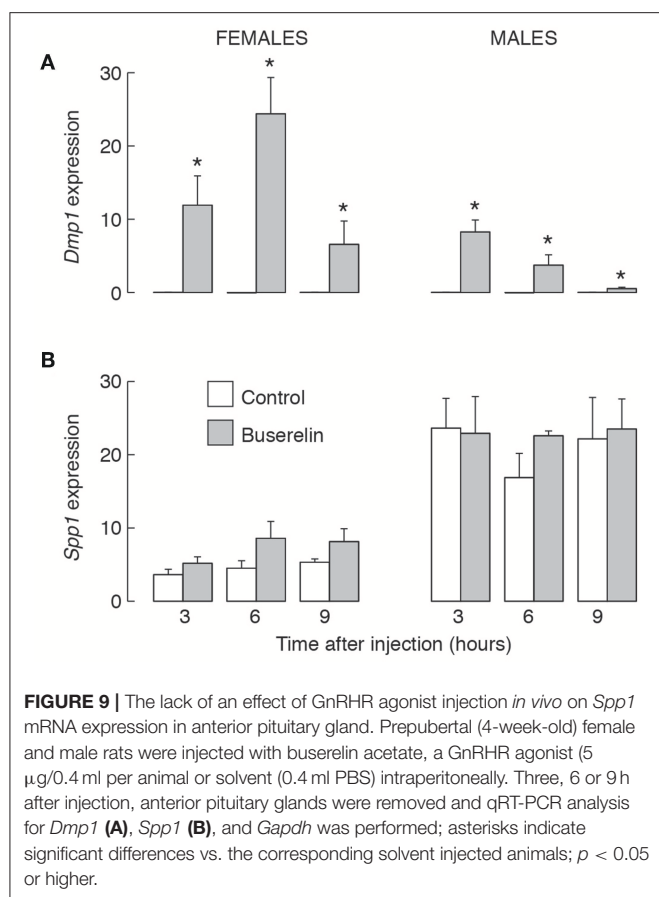 FEMALES MALES
A
30
20
10
0
Dmp1 expression
* * * * * *
B
30
20
10
0
Spp1 expression
Control
Buserelin
3 6 9 3 6 9
Time after injection (hours)
FIGURE 9 | The lack of an effect of GnRHR agonist injection in vivo on Spp1
mRNA expression in anterior pituitary gland. Prepubertal (4-week-old) female
and male rats were injected with buserelin acetate, a GnRHR agonist (5
μg/0.4 ml per animal or solvent (0.4 ml PBS) intraperitoneally. Three, 6 or 9 h
after injection, anterior pituitary glands were removed and qRT-PCR analysis
for Dmp1 (A), Spp1 (B), and Gapdh was performed; asterisks indicate
significant differences vs. the corresponding solvent injected animals; p < 0.05
or higher.